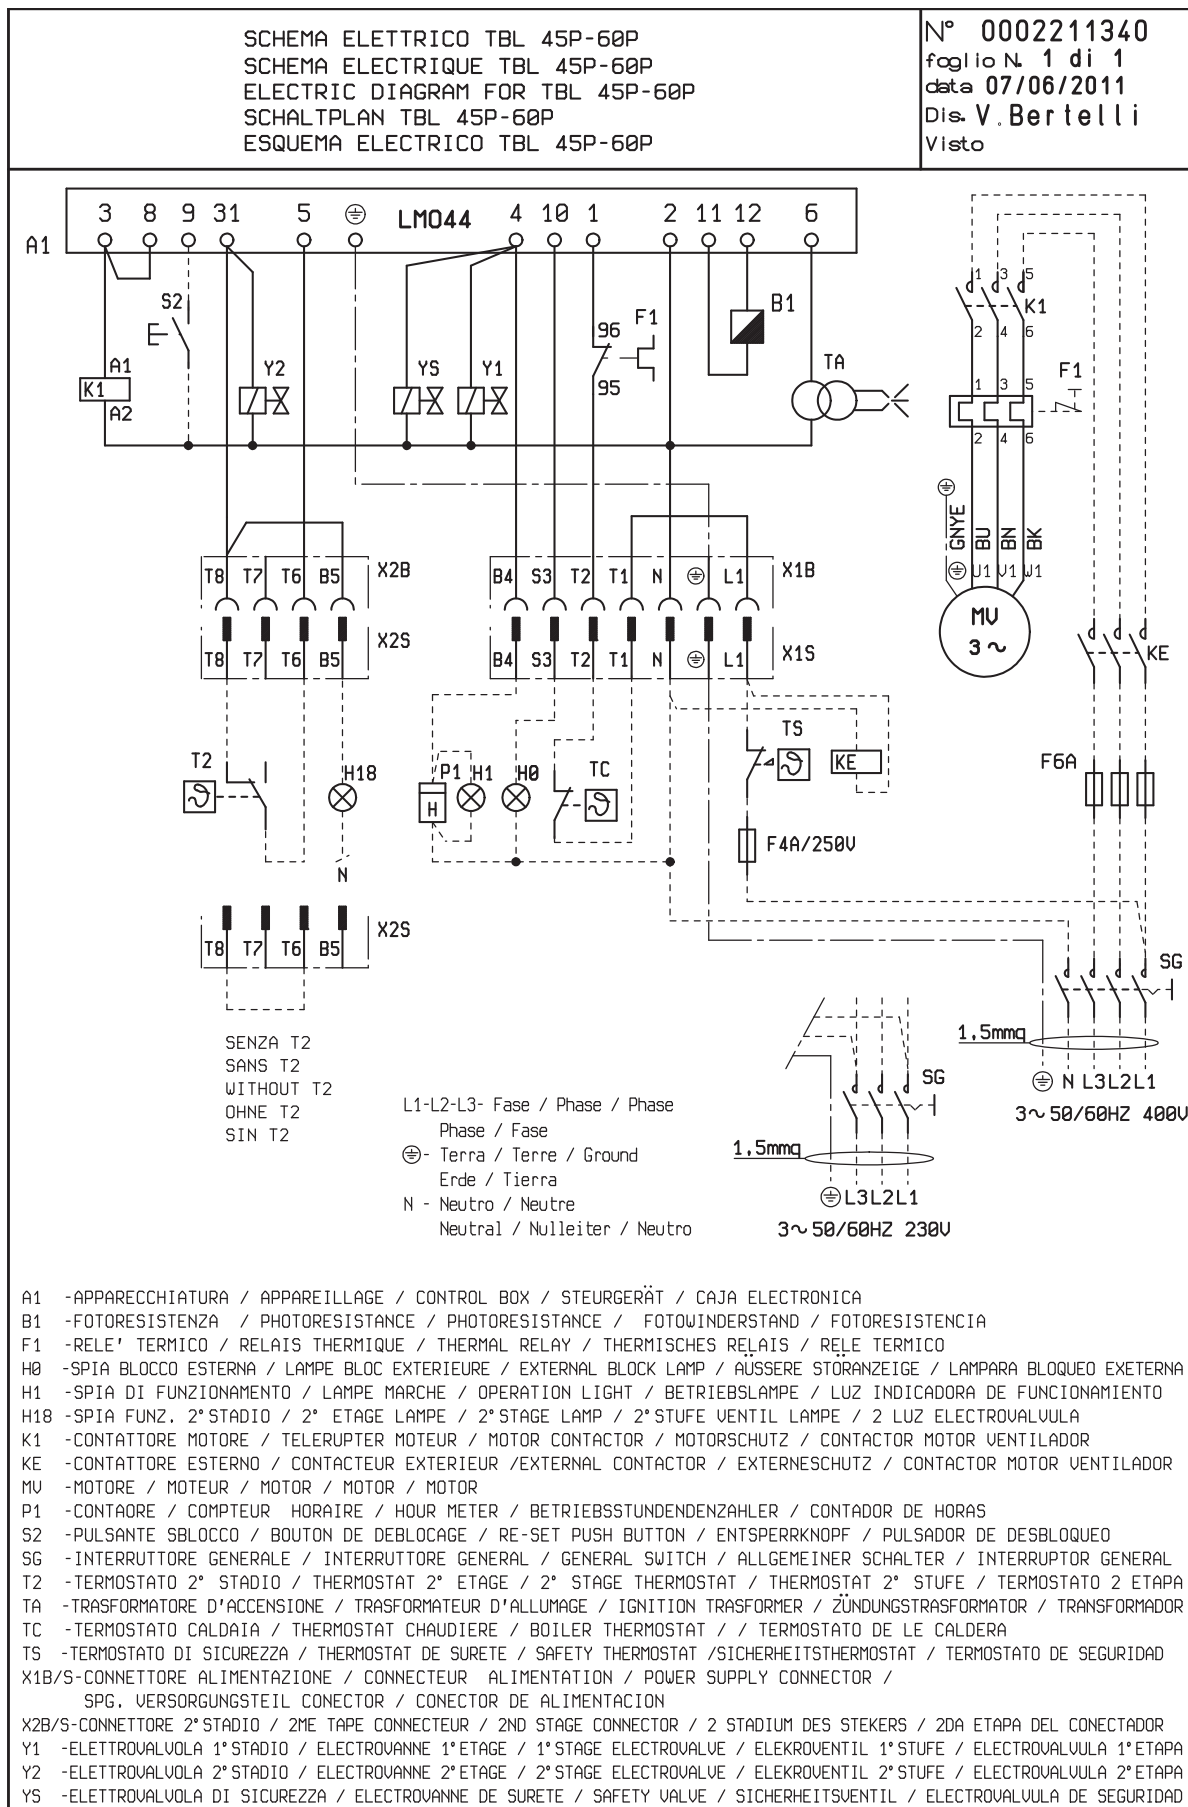 SCHEMA ELETTRICO TBL 45P-60P
SCHEMA ELECTRIQUE TBL 45P-60P
ELECTRIC DIAGRAM FOR TBL 45P-60P
SCHALTPLAN TBL 45P-60P
ESQUEMA ELECTRICO TBL 45P-60P
N° 0002211340
foglio N. 1 di 1
data 07/06/2011
Dis. V. Bertelli
Visto
3 8 9 31 5 LMO44 4 10 1 2 11 12 6
A1
1 3 5
K1
2 4 6
S2
A1
K1
A2
Y2
YS
Y1
96
F1
95
B1
TA
F1
1 3 5
2 4 6
GNYE BU BN BK
U1 V1 W1
MV
3~
T8 T7 T6 B5 X2B
X2S
T8 T7 T6 B5
B4 S3 T2 T1 N L1 X1B
B4 S3 T2 T1 N L1 X1S
KE
T2
H18
N
P1 H1 H0
H
TC
TS
KE
F4A/250V
F6A
X2S
T8 T7 T6 B5
SENZA T2
SANS T2
WITHOUT T2
OHNE T2
SIN T2
SG
1,5mmq
N L3L2L1
3~50/60HZ 400V
SG
1,5mmq
L3L2L1
3~50/60HZ 230V
L1-L2-L3- Fase / Phase / Phase
Phase / Fase
- Terra / Terre / Ground
Erde / Tierra
N - Neutro / Neutre
Neutral / Nulleiter / Neutro
A1 -APPARECCHIATURA / APPAREILLAGE / CONTROL BOX / STEURGERÄT / CAJA ELECTRONICA
B1 -FOTORESISTENZA / PHOTORESISTANCE / PHOTORESISTANCE / FOTOWINDERSTAND / FOTORESISTENCIA
F1 -RELE' TERMICO / RELAIS THERMIQUE / THERMAL RELAY / THERMISCHES RELAIS / RELE TERMICO
H0 -SPIA BLOCCO ESTERNA / LAMPE BLOC EXTERIEURE / EXTERNAL BLOCK LAMP / AÜSSERE STÖRANZEIGE / LAMPARA BLOQUEO EXETERNA
H1 -SPIA DI FUNZIONAMENTO / LAMPE MARCHE / OPERATION LIGHT / BETRIEBSLAMPE / LUZ INDICADORA DE FUNCIONAMIENTO
H18 -SPIA FUNZ. 2°STADIO / 2° ETAGE LAMPE / 2°STAGE LAMP / 2°STUFE VENTIL LAMPE / 2 LUZ ELECTROVALVULA
K1 -CONTATTORE MOTORE / TELERUPTER MOTEUR / MOTOR CONTACTOR / MOTORSCHUTZ / CONTACTOR MOTOR VENTILADOR
KE -CONTATTORE ESTERNO / CONTACTEUR EXTERIEUR /EXTERNAL CONTACTOR / EXTERNESCHUTZ / CONTACTOR MOTOR VENTILADOR
MV -MOTORE / MOTEUR / MOTOR / MOTOR / MOTOR
P1 -CONTAORE / COMPTEUR HORAIRE / HOUR METER / BETRIEBSSTUNDENDENZAHLER / CONTADOR DE HORAS
S2 -PULSANTE SBLOCCO / BOUTON DE DEBLOCAGE / RE-SET PUSH BUTTON / ENTSPERRKNOPF / PULSADOR DE DESBLOQUEO
SG -INTERRUTTORE GENERALE / INTERRUTTORE GENERAL / GENERAL SWITCH / ALLGEMEINER SCHALTER / INTERRUPTOR GENERAL
T2 -TERMOSTATO 2° STADIO / THERMOSTAT 2° ETAGE / 2° STAGE THERMOSTAT / THERMOSTAT 2° STUFE / TERMOSTATO 2 ETAPA
TA -TRASFORMATORE D'ACCENSIONE / TRASFORMATEUR D'ALLUMAGE / IGNITION TRASFORMER / ZÜNDUNGSTRASFORMATOR / TRANSFORMADOR
TC -TERMOSTATO CALDAIA / THERMOSTAT CHAUDIERE / BOILER THERMOSTAT / / TERMOSTATO DE LE CALDERA
TS -TERMOSTATO DI SICUREZZA / THERMOSTAT DE SURETE / SAFETY THERMOSTAT /SICHERHEITSTHERMOSTAT / TERMOSTATO DE SEGURIDAD
X1B/S-CONNETTORE ALIMENTAZIONE / CONNECTEUR ALIMENTATION / POWER SUPPLY CONNECTOR /
SPG. VERSORGUNGSTEIL CONECTOR / CONECTOR DE ALIMENTACION
X2B/S-CONNETTORE 2°STADIO / 2ME TAPE CONNECTEUR / 2ND STAGE CONNECTOR / 2 STADIUM DES STEKERS / 2DA ETAPA DEL CONECTADOR
Y1 -ELETTROVALVOLA 1°STADIO / ELECTROVANNE 1°ETAGE / 1°STAGE ELECTROVALVE / ELEKROVENTIL 1°STUFE / ELECTROVALVULA 1°ETAPA
Y2 -ELETTROVALVOLA 2°STADIO / ELECTROVANNE 2°ETAGE / 2°STAGE ELECTROVALVE / ELEKROVENTIL 2°STUFE / ELECTROVALVULA 2°ETAPA
YS -ELETTROVALVOLA DI SICUREZZA / ELECTROVANNE DE SURETE / SAFETY VALVE / SICHERHEITSVENTIL / ELECTROVALVULA DE SEGURIDAD